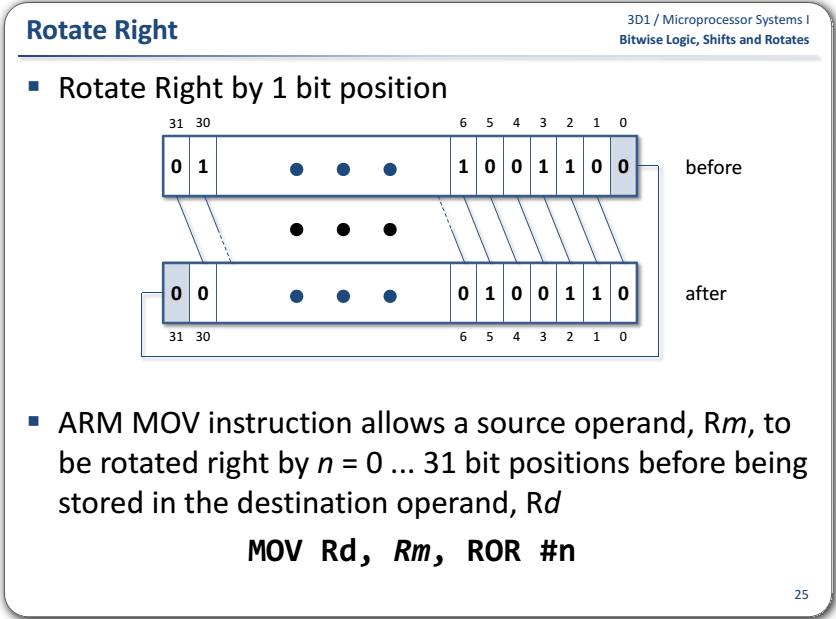 Rotate Right
3D1 / Microprocessor Systems I
Bitwise Logic, Shifts and Rotates
Rotate Right by 1 bit position
31 30 6 5 4 3 2 1 0
0 1 1 0 0 1 1 0 0 before
0 0 0 1 0 0 1 1 0 after
31 30 6 5 4 3 2 1 0
ARM MOV instruction allows a source operand, Rm, to
be rotated right by n = 0 ... 31 bit positions before being
stored in the destination operand, Rd
MOV Rd, Rm, ROR #n
25